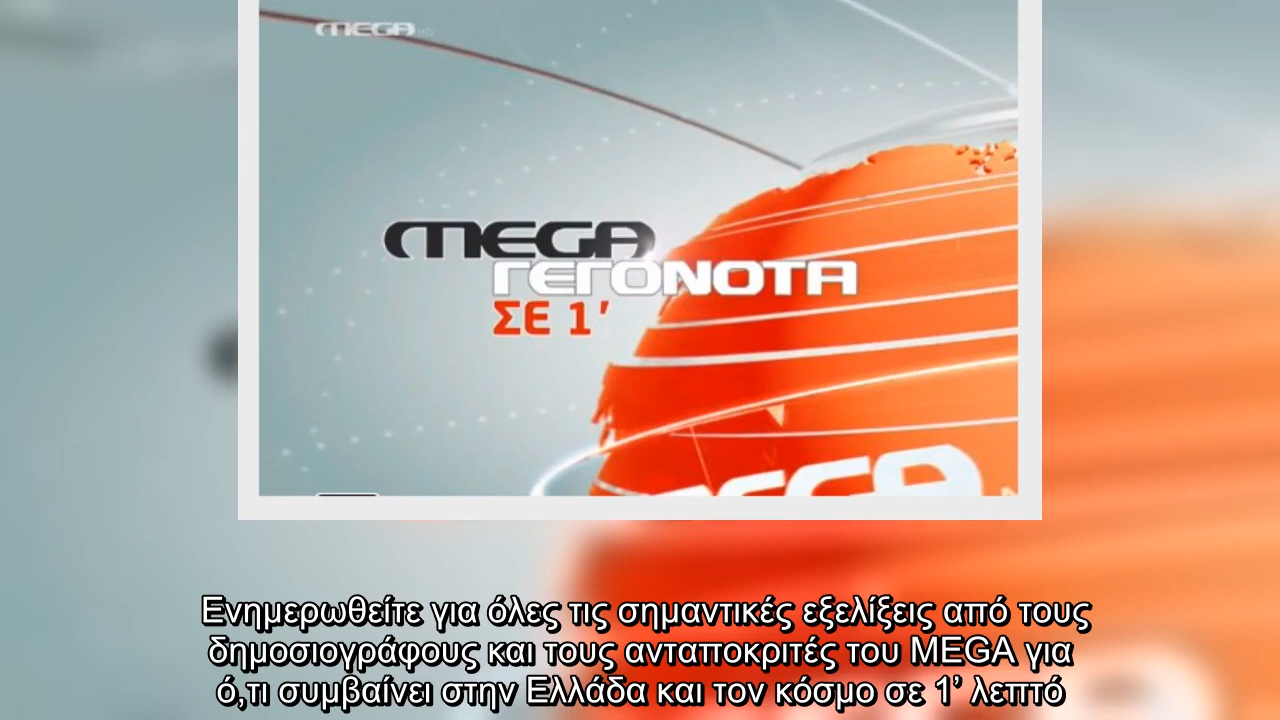 MEGA
MEGA
ΓΕΓΟΝΟΤΑ
ΣΕ 1'
MEGA
Ενημερωθείτε για όλες τις σημαντικές εξελίξεις από τους
δημοσιογράφους και τους ανταποκριτές του MEGA για
ό,τι συμβαίνει στην Ελλάδα και τον κόσμο σε 1’ λεπτό